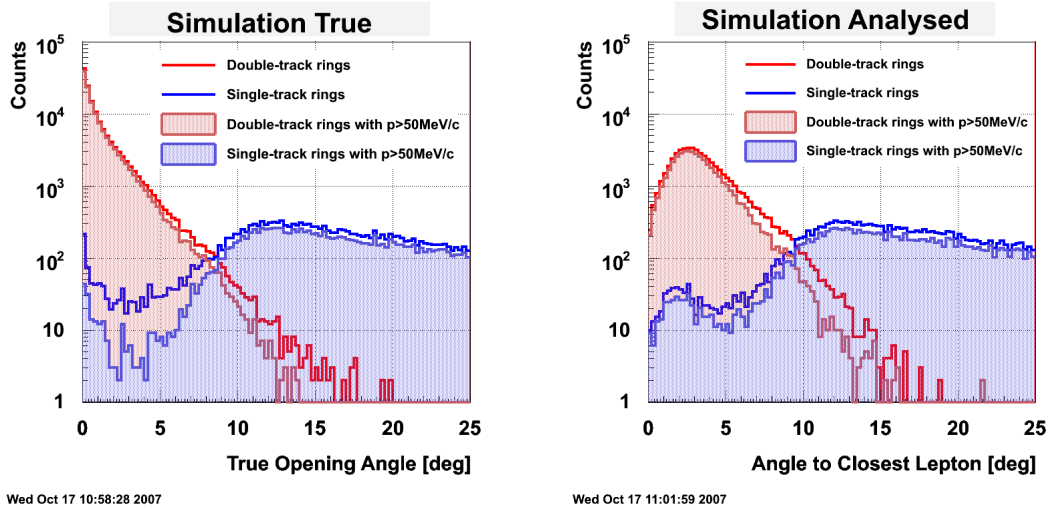 Simulation True
Counts
10^5
10^4
10^3
10^2
10
1
Double-track rings
Single-track rings
Double-track rings with p>50MeV/c
Single-track rings with p>50MeV/c
0 5 10 15 20 25
True Opening Angle [deg]
Wed Oct 17 10:58:28 2007
Simulation Analysed
Counts
10^5
10^4
10^3
10^2
10
1
Double-track rings
Single-track rings
Double-track rings with p>50MeV/c
Single-track rings with p>50MeV/c
0 5 10 15 20 25
Angle to Closest Lepton [deg]
Wed Oct 17 11:01:59 2007